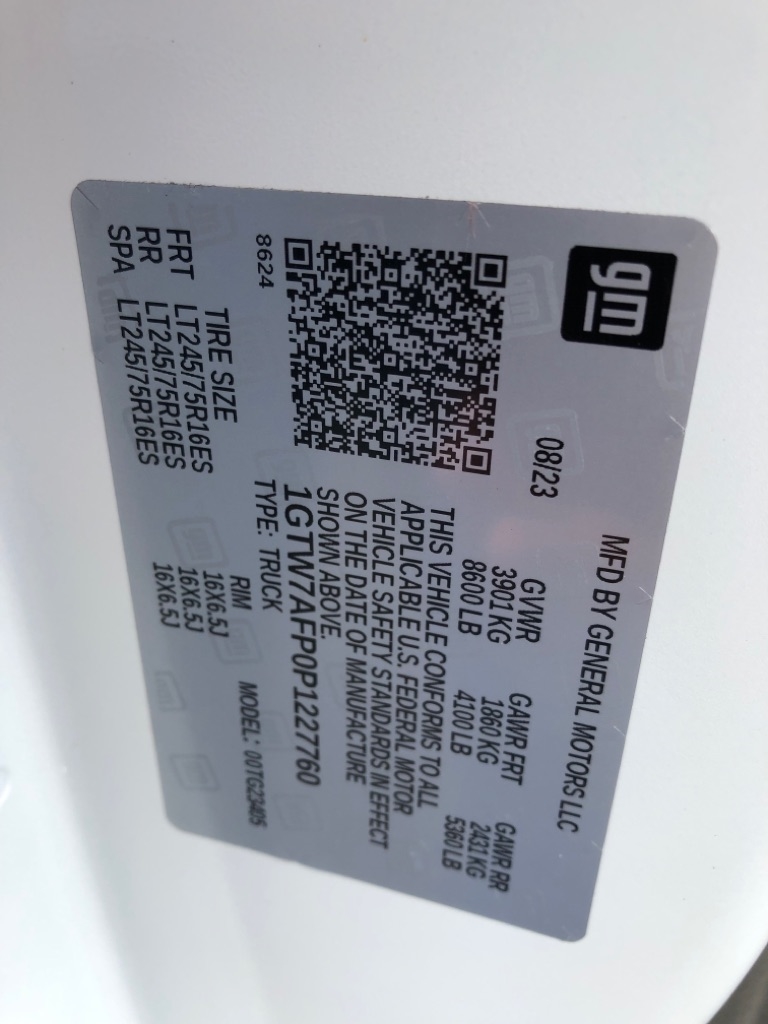 gm
MFD BY GENERAL MOTORS LLC
08/23
GVWR GAWR FRT GAWR RR
3901 KG 1860 KG 2431 KG
8600 LB 4100 LB 5360 LB
THIS VEHICLE CONFORMS TO ALL
APPLICABLE U.S. FEDERAL MOTOR
VEHICLE SAFETY STANDARDS IN EFFECT
ON THE DATE OF MANUFACTURE
SHOWN ABOVE.
1GTW7AFP0P1227760
TYPE: TRUCK MODEL: 00TG23405
8624
TIRE SIZE RIM
FRT LT245/75R16ES 16X6.5J
RR LT245/75R16ES 16X6.5J
SPA LT245/75R16ES 16X6.5J